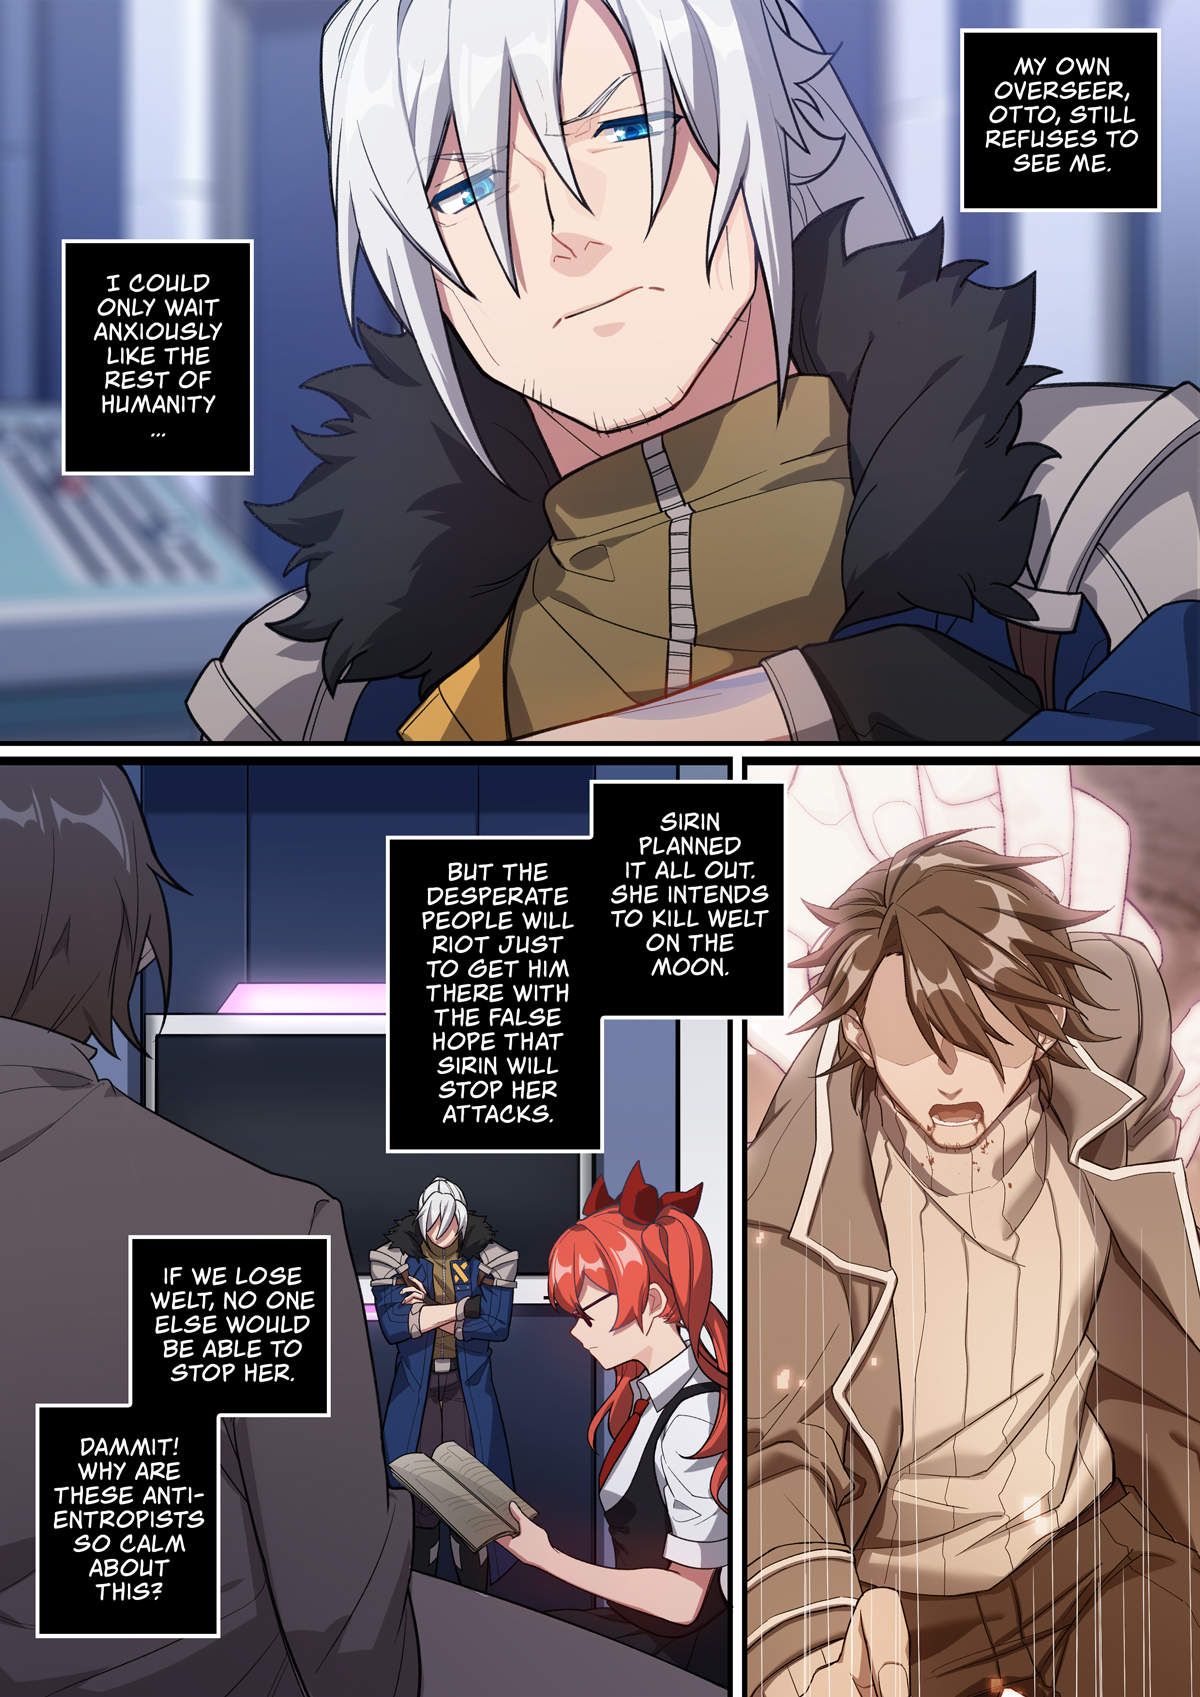 MY OWN
OVERSEER,
OTTO, STILL
REFUSES TO
SEE ME.
I COULD
ONLY WAIT
ANXIOUSLY
LIKE THE
REST OF
HUMANITY
...
SIRIN
PLANNED
IT ALL OUT.
SHE INTENDS
TO KILL WELT
ON THE
MOON.
BUT THE
DESPERATE
PEOPLE WILL
RIOT JUST
TO GET HIM
THERE WITH
THE FALSE
HOPE THAT
SIRIN WILL
STOP HER
ATTACKS.
IF WE LOSE
WELT, NO ONE
ELSE WOULD
BE ABLE TO
STOP HER.
DAMMIT!
WHY ARE
THESE ANTI-
ENTROPISTS
SO CALM
ABOUT
THIS?